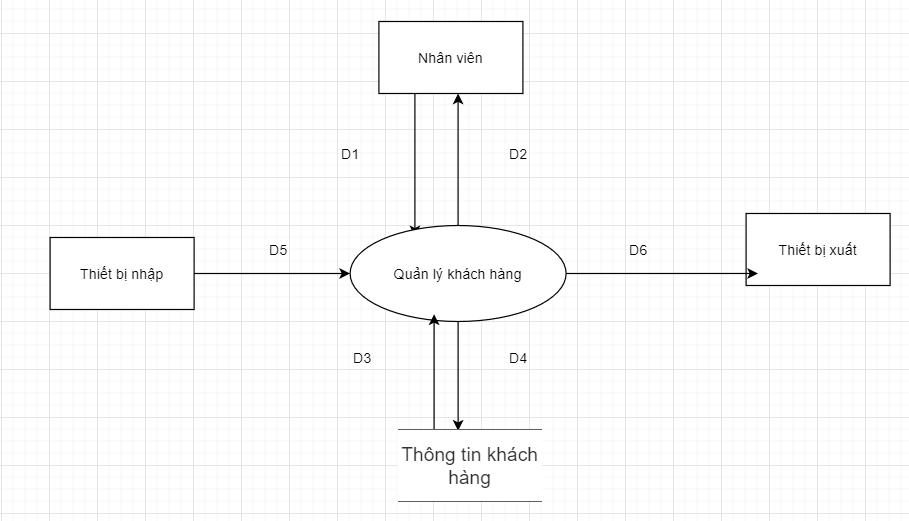 Nhân viên
D1
D2
Thiết bị nhập
D5
Quản lý khách hàng
D6
Thiết bị xuất
D3
D4
Thông tin khách
hàng